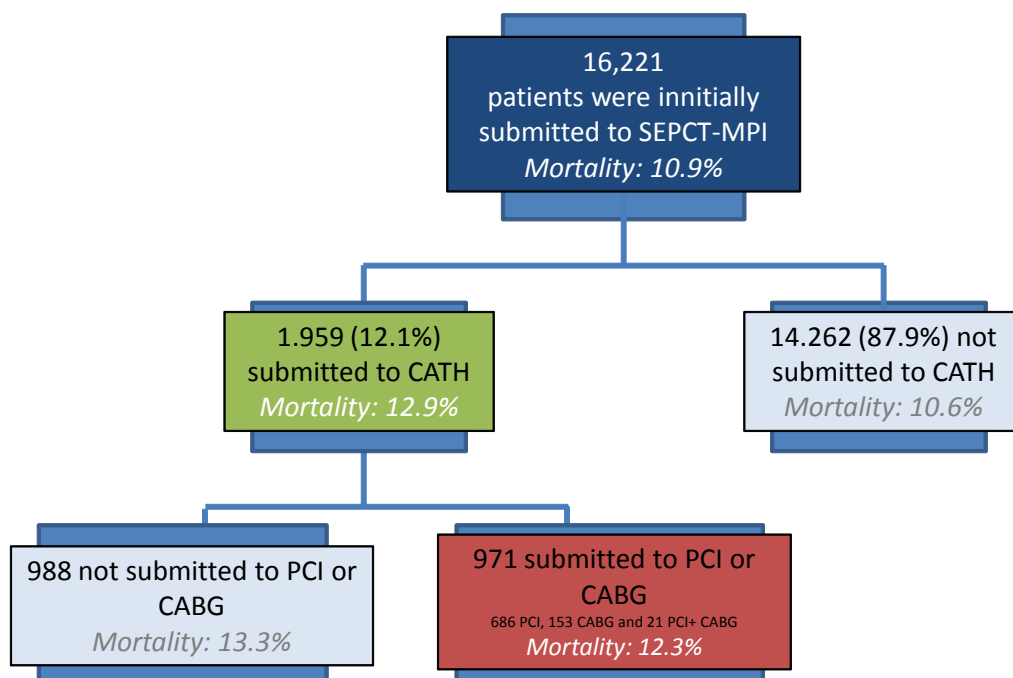 16,221
patients were innitially
submitted to SEPCT-MPI
Mortality: 10.9%
1.959 (12.1%)
submitted to CATH
Mortality: 12.9%
14.262 (87.9%) not
submitted to CATH
Mortality: 10.6%
988 not submitted to PCI or
CABG
Mortality: 13.3%
971 submitted to PCI or
CABG
686 PCI, 153 CABG and 21 PCI+ CABG
Mortality: 12.3%